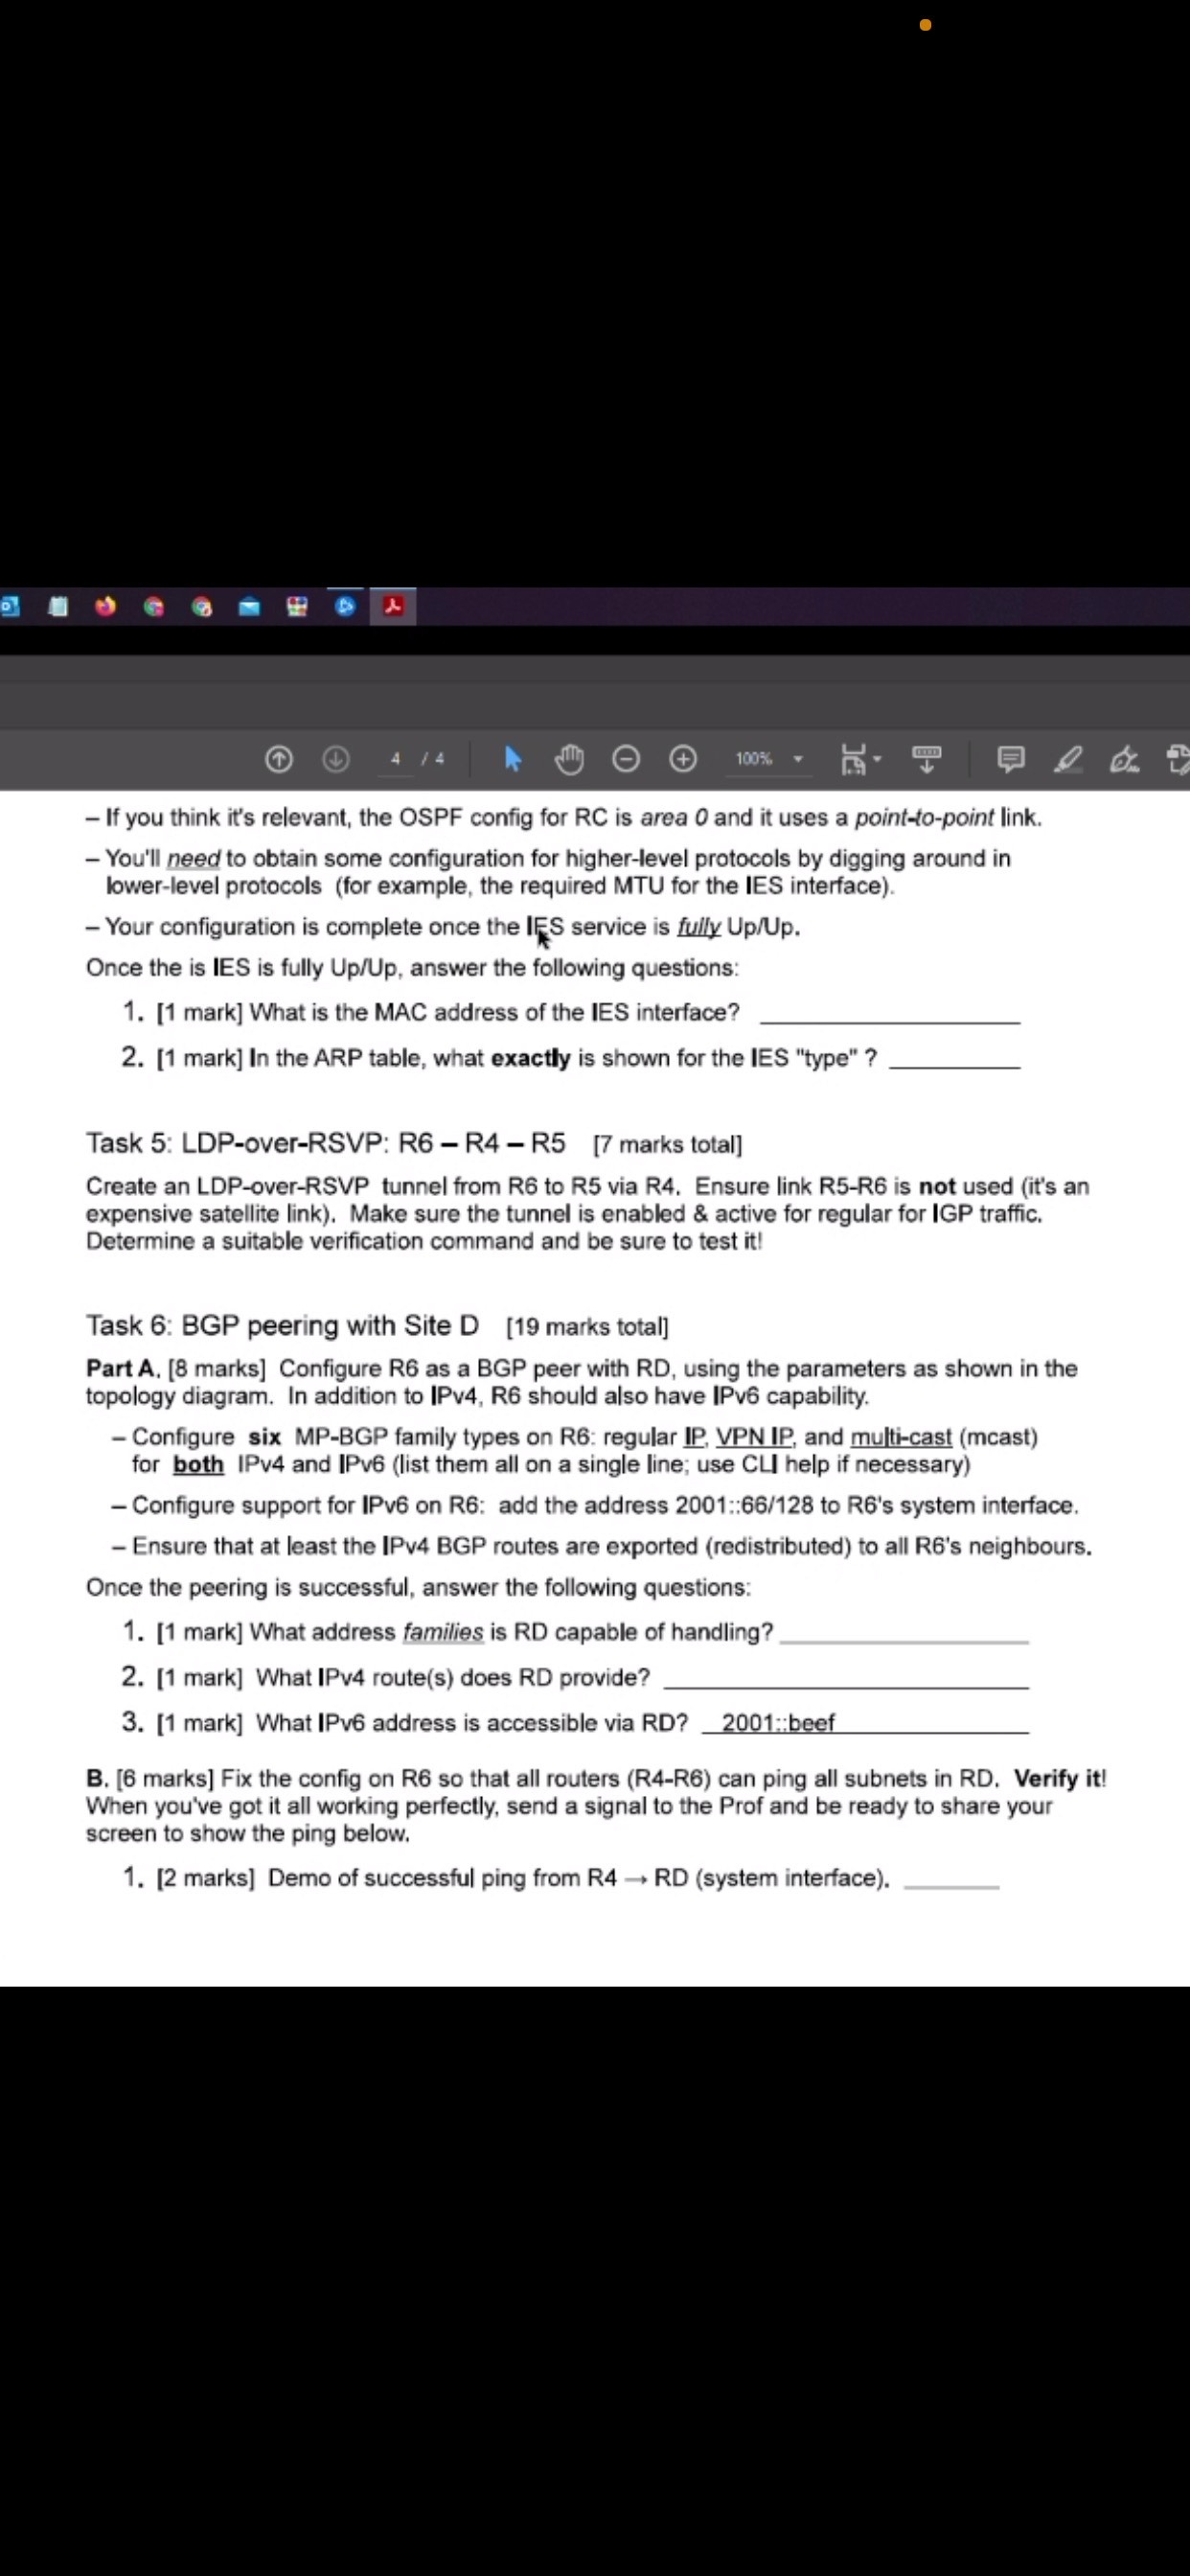 4 / 4
100%
– If you think it's relevant, the OSPF config for RC is area 0 and it uses a point-to-point link.
– You'll need to obtain some configuration for higher-level protocols by digging around in
lower-level protocols (for example, the required MTU for the IES interface).
– Your configuration is complete once the IES service is fully Up/Up.
Once the is IES is fully Up/Up, answer the following questions:
1. [1 mark] What is the MAC address of the IES interface?
2. [1 mark] In the ARP table, what exactly is shown for the IES "type" ?
Task 5: LDP-over-RSVP: R6 – R4 – R5 [7 marks total]
Create an LDP-over-RSVP tunnel from R6 to R5 via R4. Ensure link R5-R6 is not used (it's an
expensive satellite link). Make sure the tunnel is enabled & active for regular for IGP traffic.
Determine a suitable verification command and be sure to test it!
Task 6: BGP peering with Site D [19 marks total]
Part A. [8 marks] Configure R6 as a BGP peer with RD, using the parameters as shown in the
topology diagram. In addition to IPv4, R6 should also have IPv6 capability.
– Configure six MP-BGP family types on R6: regular IP, VPN IP, and multi-cast (mcast)
for both IPv4 and IPv6 (list them all on a single line; use CLI help if necessary)
– Configure support for IPv6 on R6: add the address 2001::66/128 to R6's system interface.
– Ensure that at least the IPv4 BGP routes are exported (redistributed) to all R6's neighbours.
Once the peering is successful, answer the following questions:
1. [1 mark] What address families is RD capable of handling?
2. [1 mark] What IPv4 route(s) does RD provide?
3. [1 mark] What IPv6 address is accessible via RD? 2001::beef
B. [6 marks] Fix the config on R6 so that all routers (R4-R6) can ping all subnets in RD. Verify it!
When you've got it all working perfectly, send a signal to the Prof and be ready to share your
screen to show the ping below.
1. [2 marks] Demo of successful ping from R4 → RD (system interface).